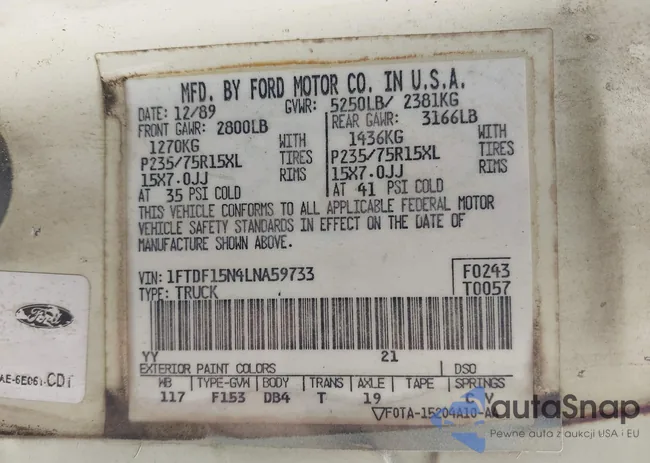 MFD. BY FORD MOTOR CO. IN U.S.A.
DATE: 12/89 GVWR: 5250LB/ 2381KG
FRONT GAWR: 2800LB REAR GAWR: 3166LB
1270KG WITH 1436KG WITH
P235/75R15XL TIRES P235/75R15XL TIRES
15X7.0JJ RIMS 15X7.0JJ RIMS
AT 35 PSI COLD AT 41 PSI COLD
THIS VEHICLE CONFORMS TO ALL APPLICABLE FEDERAL MOTOR
VEHICLE SAFETY STANDARDS IN EFFECT ON THE DATE OF
MANUFACTURE SHOWN ABOVE.
VIN: 1FTDF15N4LNA59733 F0243
TYPE: TRUCK T0057
YY 21
EXTERIOR PAINT COLORS DSO
WB TYPE-GVW BODY TRANS AXLE TAPE SPRINGS
117 F153 DB4 T 19 C
F0TA-15204A10-A
Ford
AE-6E061-CD1
autaSnap
Pewne auta z aukcji USA i EU